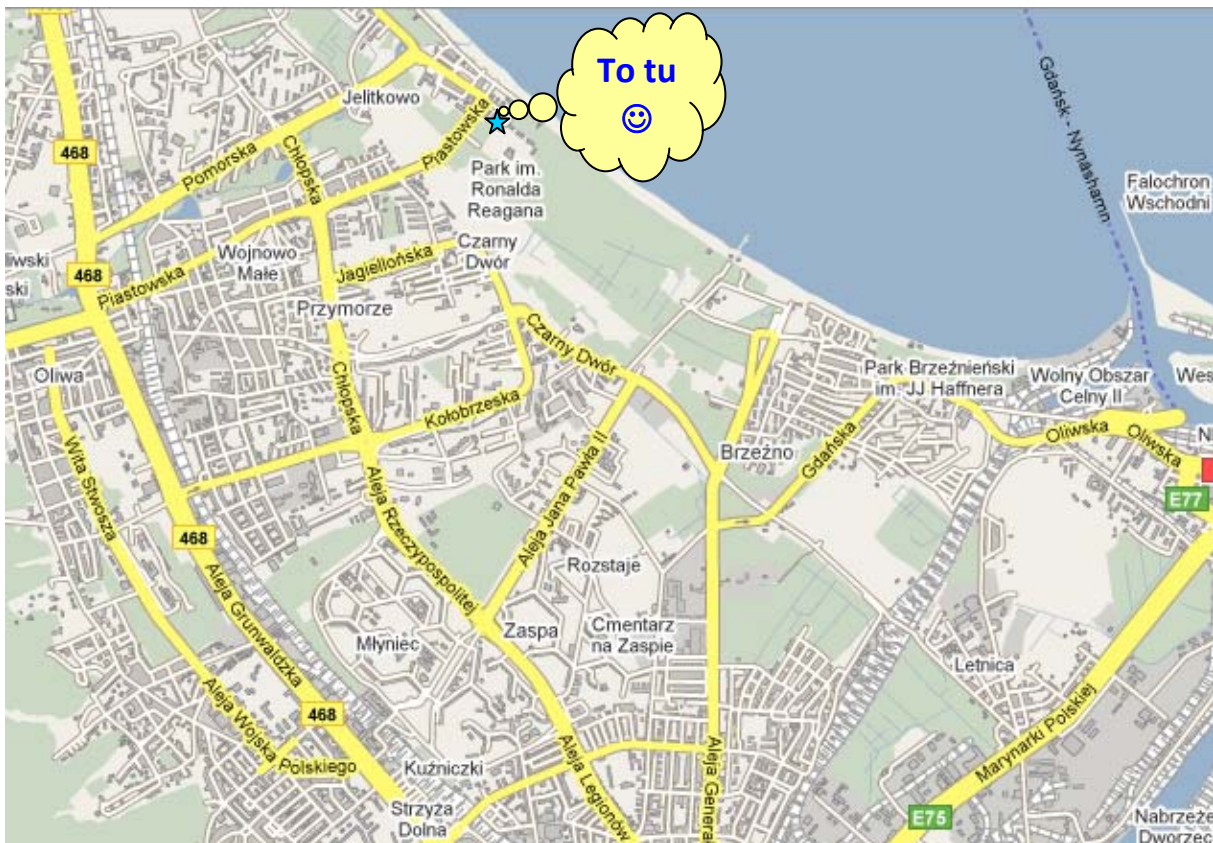 To tu
Jelitkowo
468
Chłopska
Pomorska
Piastowska
Park im.
Ronalda
Reagana
Gdańsk - Nynashamn
Falochron
Wschodni
liwski
ski
468
Wojnowo
Małe
Piastowska
Jagiellońska
Czarny
Dwór
Przymorze
Czarny Dwór
Oliwa
Chłopska
Kołobrzeska
Park Brzeźnieński
im. JJ Haffnera
Wolny Obszar
Celny II
Wes
Oliwska
Oliwska
N
E77
Wita Stwosza
Aleja Jana Pawła II
Brzeźno
Gdańska
468
Aleja Rzeczypospolitej
Aleja Grunwaldzka
Rozstaje
Młyniec
Zaspa
Cmentarz
na Zaspie
Letnica
Aleja Wojska Polskiego
468
Kuźniczki
Aleja Legionów
Aleja Genera
Marynarki Polskiej
Strzyża
Dolna
E75
Nabrzeże
Dworzec